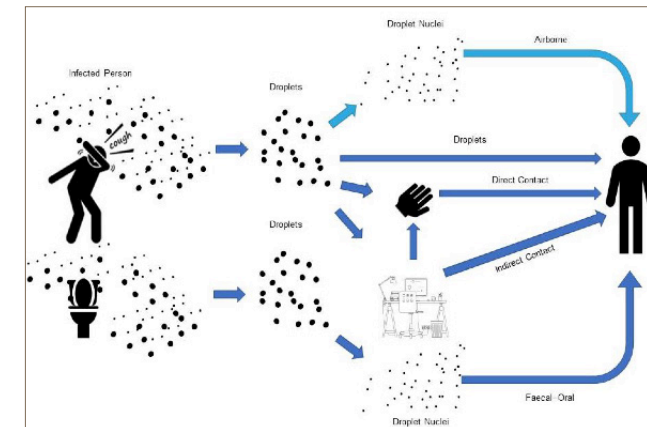 Droplet Nuclei
Airborne
Infected Person
Droplets
cough
Droplets
Direct Contact
Droplets
Indirect Contact
Faecal-Oral
Droplet Nuclei